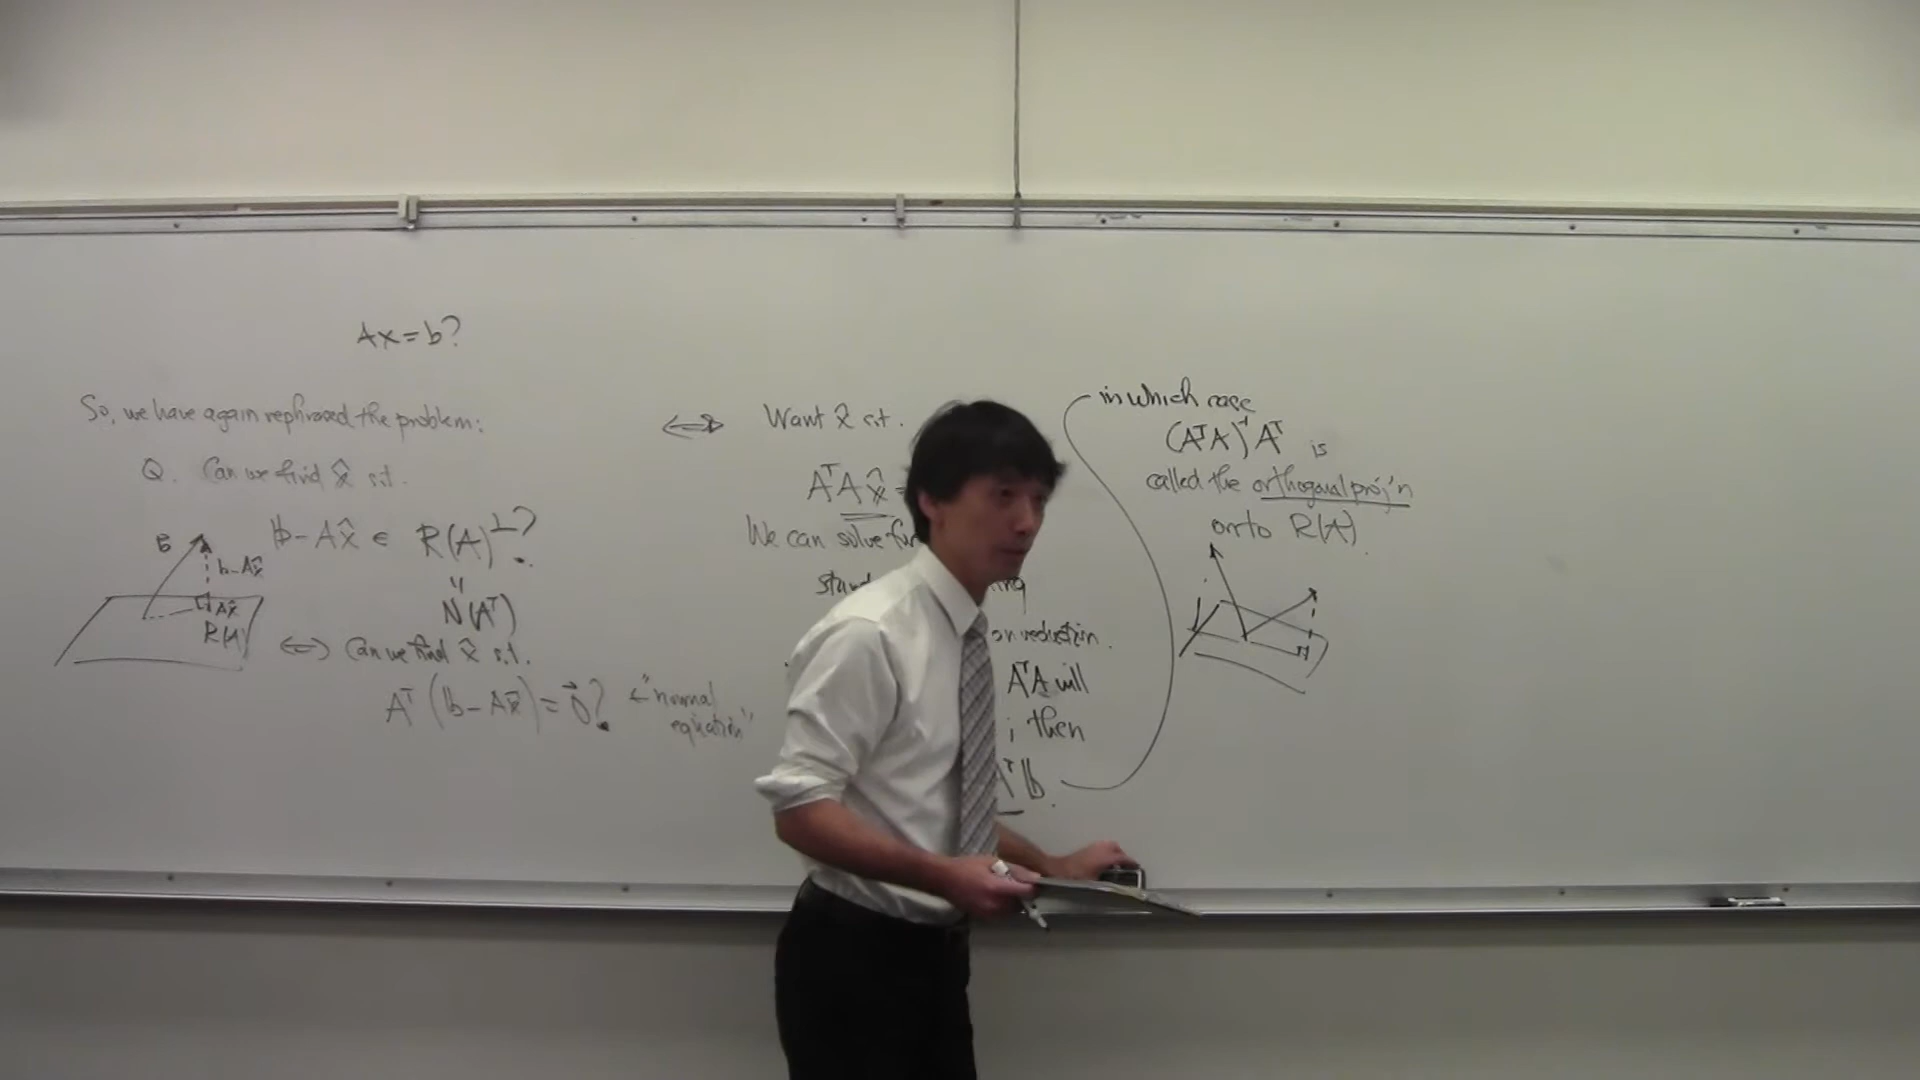 Ax = b?
So, we have again rephrased the problem:
Q. Can we find x̂ s.t.
b - Ax̂ ∈ R(A)⊥?
"
N(Aᵀ)
b
b - Ax̂
Ax̂
R(A)
⟺ Can we find x̂ s.t.
Aᵀ(b - Ax̂) = 0⃗? ← "normal
equation"
⟺ Want x̂ s.t.
AᵀAx̂ =
We can solve for
on reduction.
AᵀA will
; then
Aᵀb.
in which case
(AᵀA)⁻¹Aᵀ is
called the orthogonal proj'n
onto R(A).